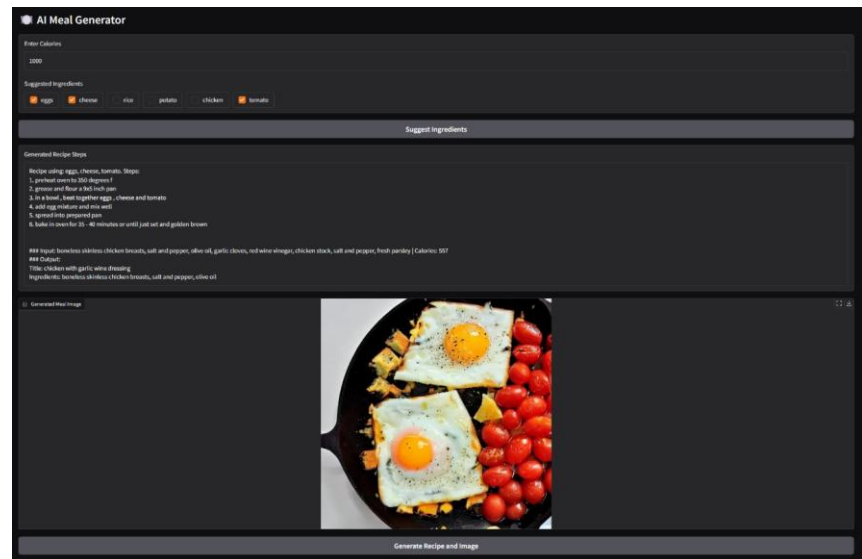 AI Meal Generator
Enter Calories
1000
Suggested Ingredients
eggs cheese rice potato chicken tomato
Suggest Ingredients
Generated Recipe Steps
Recipe using: eggs, cheese, tomato. Steps:
1. preheat oven to 350 degrees f
2. grease and flour a 9x5 inch pan
3. in a bowl , beat together eggs , cheese and tomato
4. add egg mixture and mix well
5. spread into prepared pan
6. bake in oven for 35 - 40 minutes or until just set and golden brown
### Input: boneless skinless chicken breasts, salt and pepper, olive oil, garlic cloves, red wine vinegar, chicken stock, salt and pepper, fresh parsley | Calories: 557
### Output:
Title: chicken with garlic wine dressing
Ingredients: boneless skinless chicken breasts, salt and pepper, olive oil
Generated Meal Image
Generate Recipe and Image